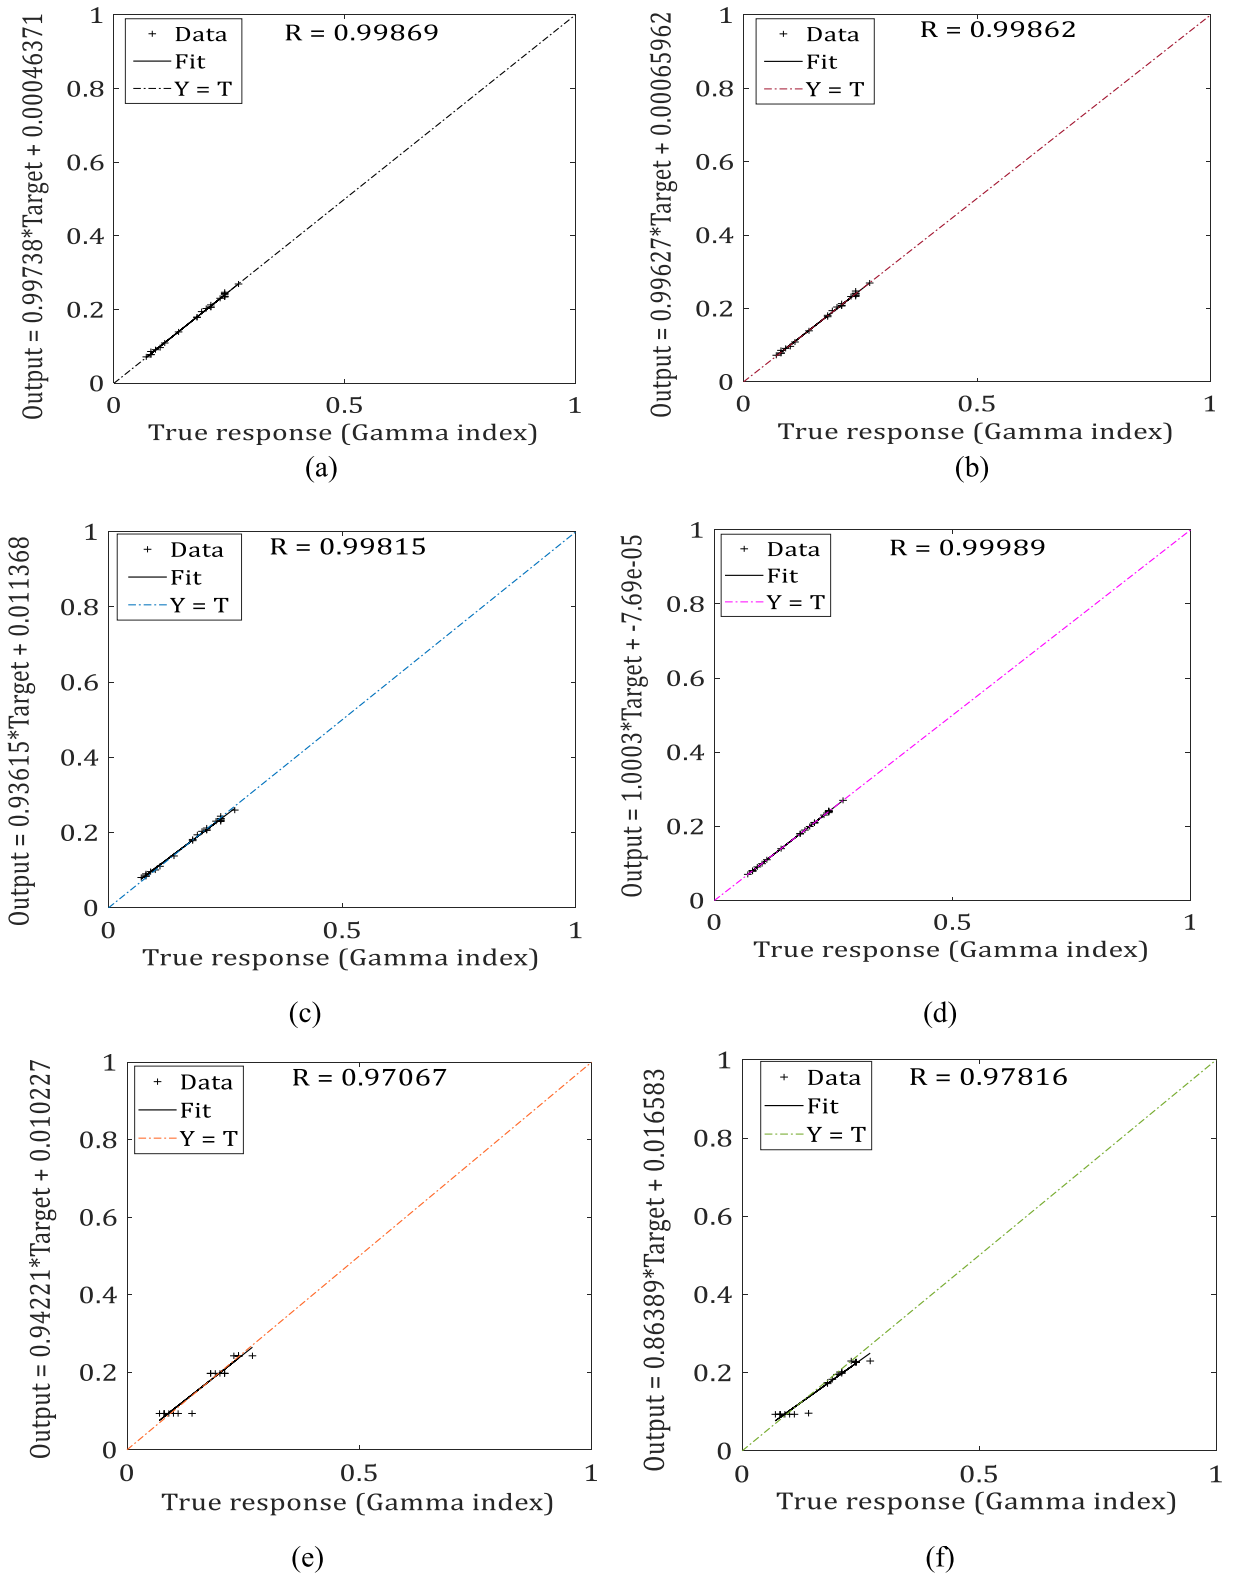 Output = 0.99738*Target + 0.00046371
1
0.8
0.6
0.4
0.2
0
Data
Fit
Y = T
R = 0.99869
0
0.5
1
True response (Gamma index)
(a)
Output = 0.99627*Target + 0.00065962
1
0.8
0.6
0.4
0.2
0
Data
Fit
Y = T
R = 0.99862
0
0.5
1
True response (Gamma index)
(b)
Output = 0.93615*Target + 0.011368
1
0.8
0.6
0.4
0.2
0
Data
Fit
Y = T
R = 0.99815
0
0.5
1
True response (Gamma index)
(c)
Output = 1.0003*Target + -7.69e-05
1
0.8
0.6
0.4
0.2
0
Data
Fit
Y = T
R = 0.99989
0
0.5
1
True response (Gamma index)
(d)
Output = 0.94221*Target + 0.010227
1
0.8
0.6
0.4
0.2
0
Data
Fit
Y = T
R = 0.97067
0
0.5
1
True response (Gamma index)
(e)
Output = 0.86389*Target + 0.016583
1
0.8
0.6
0.4
0.2
0
Data
Fit
Y = T
R = 0.97816
0
0.5
1
True response (Gamma index)
(f)